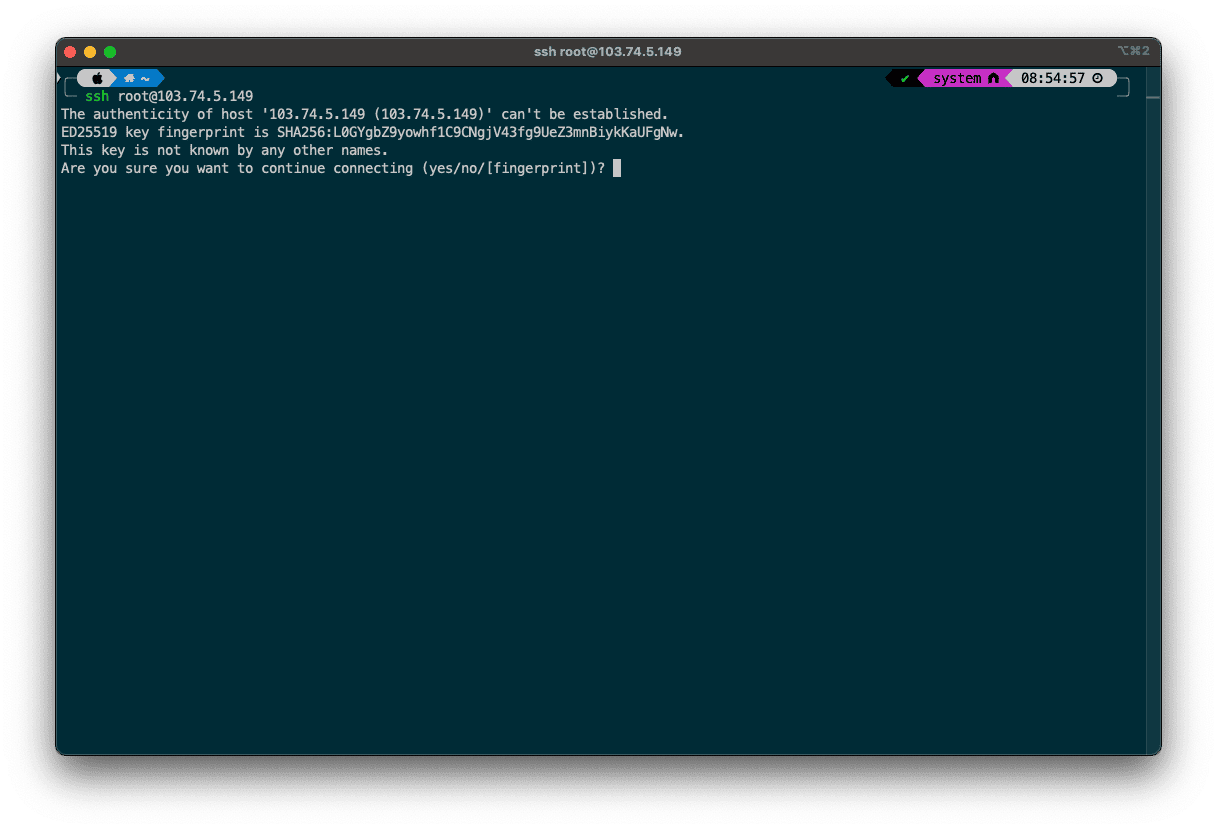 ssh root@103.74.5.149
⌥⌘2
~
✔ system 08:54:57
ssh root@103.74.5.149
The authenticity of host '103.74.5.149 (103.74.5.149)' can't be established.
ED25519 key fingerprint is SHA256:L0GYgbZ9yowhf1C9CNgjV43fg9UeZ3mnBiykKaUFgNw.
This key is not known by any other names.
Are you sure you want to continue connecting (yes/no/[fingerprint])?